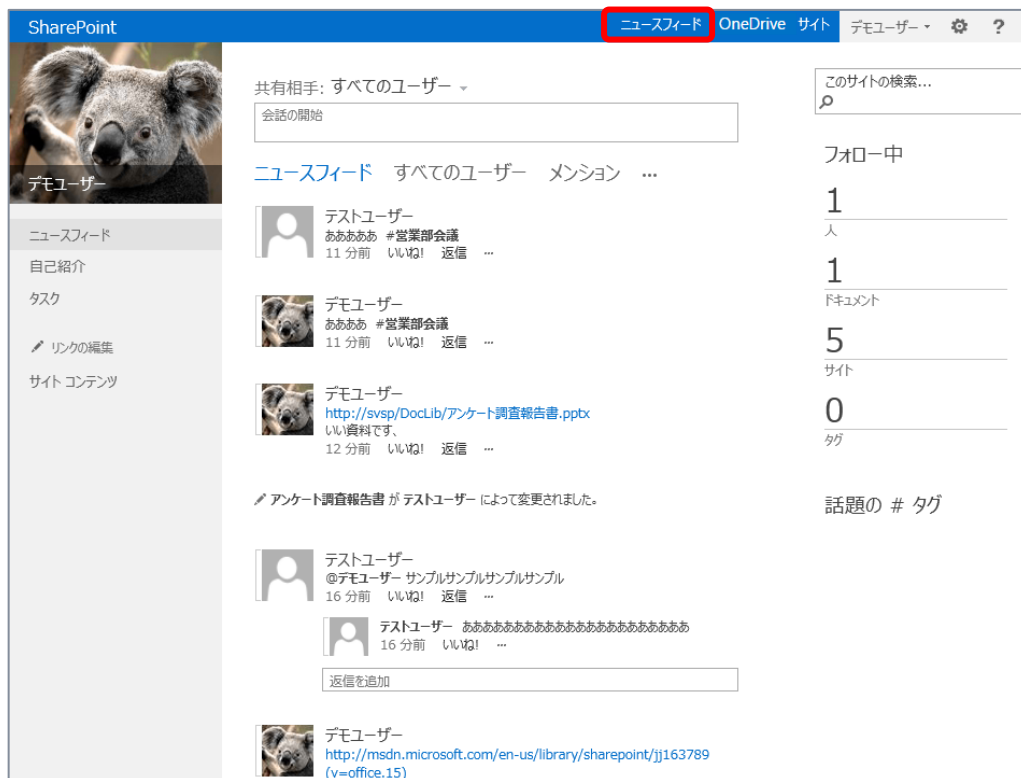 SharePoint
ニュースフィード OneDrive サイト デモユーザー ?
デモユーザー
ニュースフィード
自己紹介
タスク
リンクの編集
サイト コンテンツ
共有相手: すべてのユーザー
会話の開始
ニュースフィード すべてのユーザー メンション …
テストユーザー
あああああ #営業部会議
11 分前 いいね! 返信 …
デモユーザー
ああああ #営業部会議
11 分前 いいね! 返信 …
デモユーザー
http://svsp/DocLib/アンケート調査報告書.pptx
いい資料です、
12 分前 いいね! 返信 …
アンケート調査報告書 が テストユーザー によって変更されました。
テストユーザー
@デモユーザー サンプルサンプルサンプルサンプル
16 分前 いいね! 返信 …
テストユーザー ああああああああああああああああああああああ
16 分前 いいね! …
返信を追加
デモユーザー
http://msdn.microsoft.com/en-us/library/sharepoint/jj163789
(v=office.15)
このサイトの検索...
フォロー中
1
人
1
ドキュメント
5
サイト
0
タグ
話題の # タグ